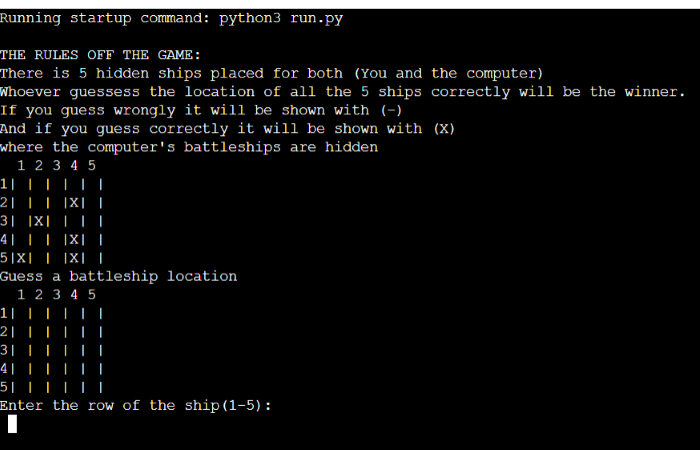 Running startup command: python3 run.py
THE RULES OFF THE GAME:
There is 5 hidden ships placed for both (You and the computer)
Whoever guessess the location of all the 5 ships correctly will be the winner.
If you guess wrongly it will be shown with (-)
And if you guess correctly it will be shown with (X)
where the computer's battleships are hidden
  1 2 3 4 5
1| | | | | |
2| | | |X| |
3| |X| | | |
4| | | |X| |
5|X| | |X| |
Guess a battleship location
  1 2 3 4 5
1| | | | | |
2| | | | | |
3| | | | | |
4| | | | | |
5| | | | | |
Enter the row of the ship(1-5):